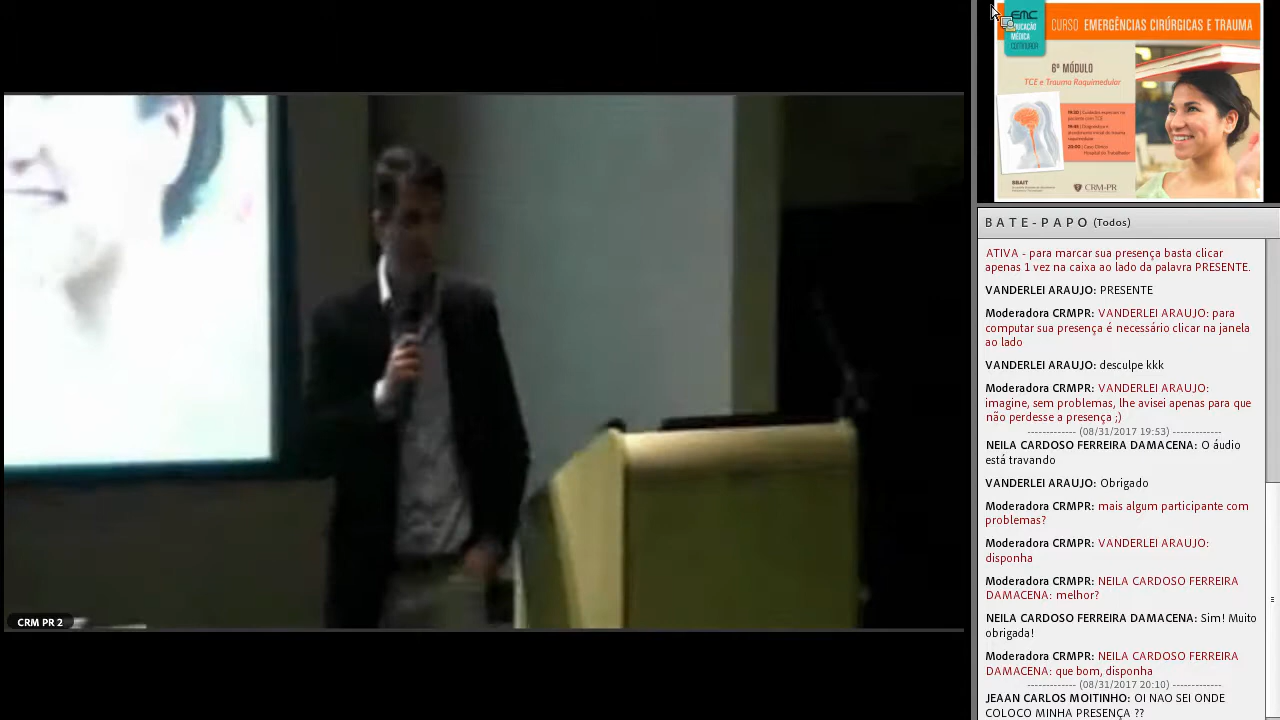 EMC
EDUCAÇÃO
MÉDICA
CONTINUADA
CURSO EMERGÊNCIAS CIRÚRGICAS E TRAUMA
6º MÓDULO
TCE e Trauma Raquimedular
CRM-PR
BATE-PAPO (Todos)
ATIVA - para marcar sua presença basta clicar
apenas 1 vez na caixa ao lado da palavra PRESENTE.
VANDERLEI ARAUJO: PRESENTE
Moderadora CRMPR: VANDERLEI ARAUJO: para
computar sua presença é necessário clicar na janela
ao lado
VANDERLEI ARAUJO: desculpe kkk
Moderadora CRMPR: VANDERLEI ARAUJO:
imagine, sem problemas, lhe avisei apenas para que
não perdesse a presença ;)
------------- (08/31/2017 19:53) -------------
NEILA CARDOSO FERREIRA DAMACENA: O áudio
está travando
VANDERLEI ARAUJO: Obrigado
Moderadora CRMPR: mais algum participante com
problemas?
Moderadora CRMPR: VANDERLEI ARAUJO:
disponha
Moderadora CRMPR: NEILA CARDOSO FERREIRA
DAMACENA: melhor?
NEILA CARDOSO FERREIRA DAMACENA: Sim! Muito
obrigada!
Moderadora CRMPR: NEILA CARDOSO FERREIRA
DAMACENA: que bom, disponha
------------- (08/31/2017 20:10) -------------
JEAAN CARLOS MOITINHO: OI NAO SEI ONDE
COLOCO MINHA PRESENÇA ??
CRM PR 2